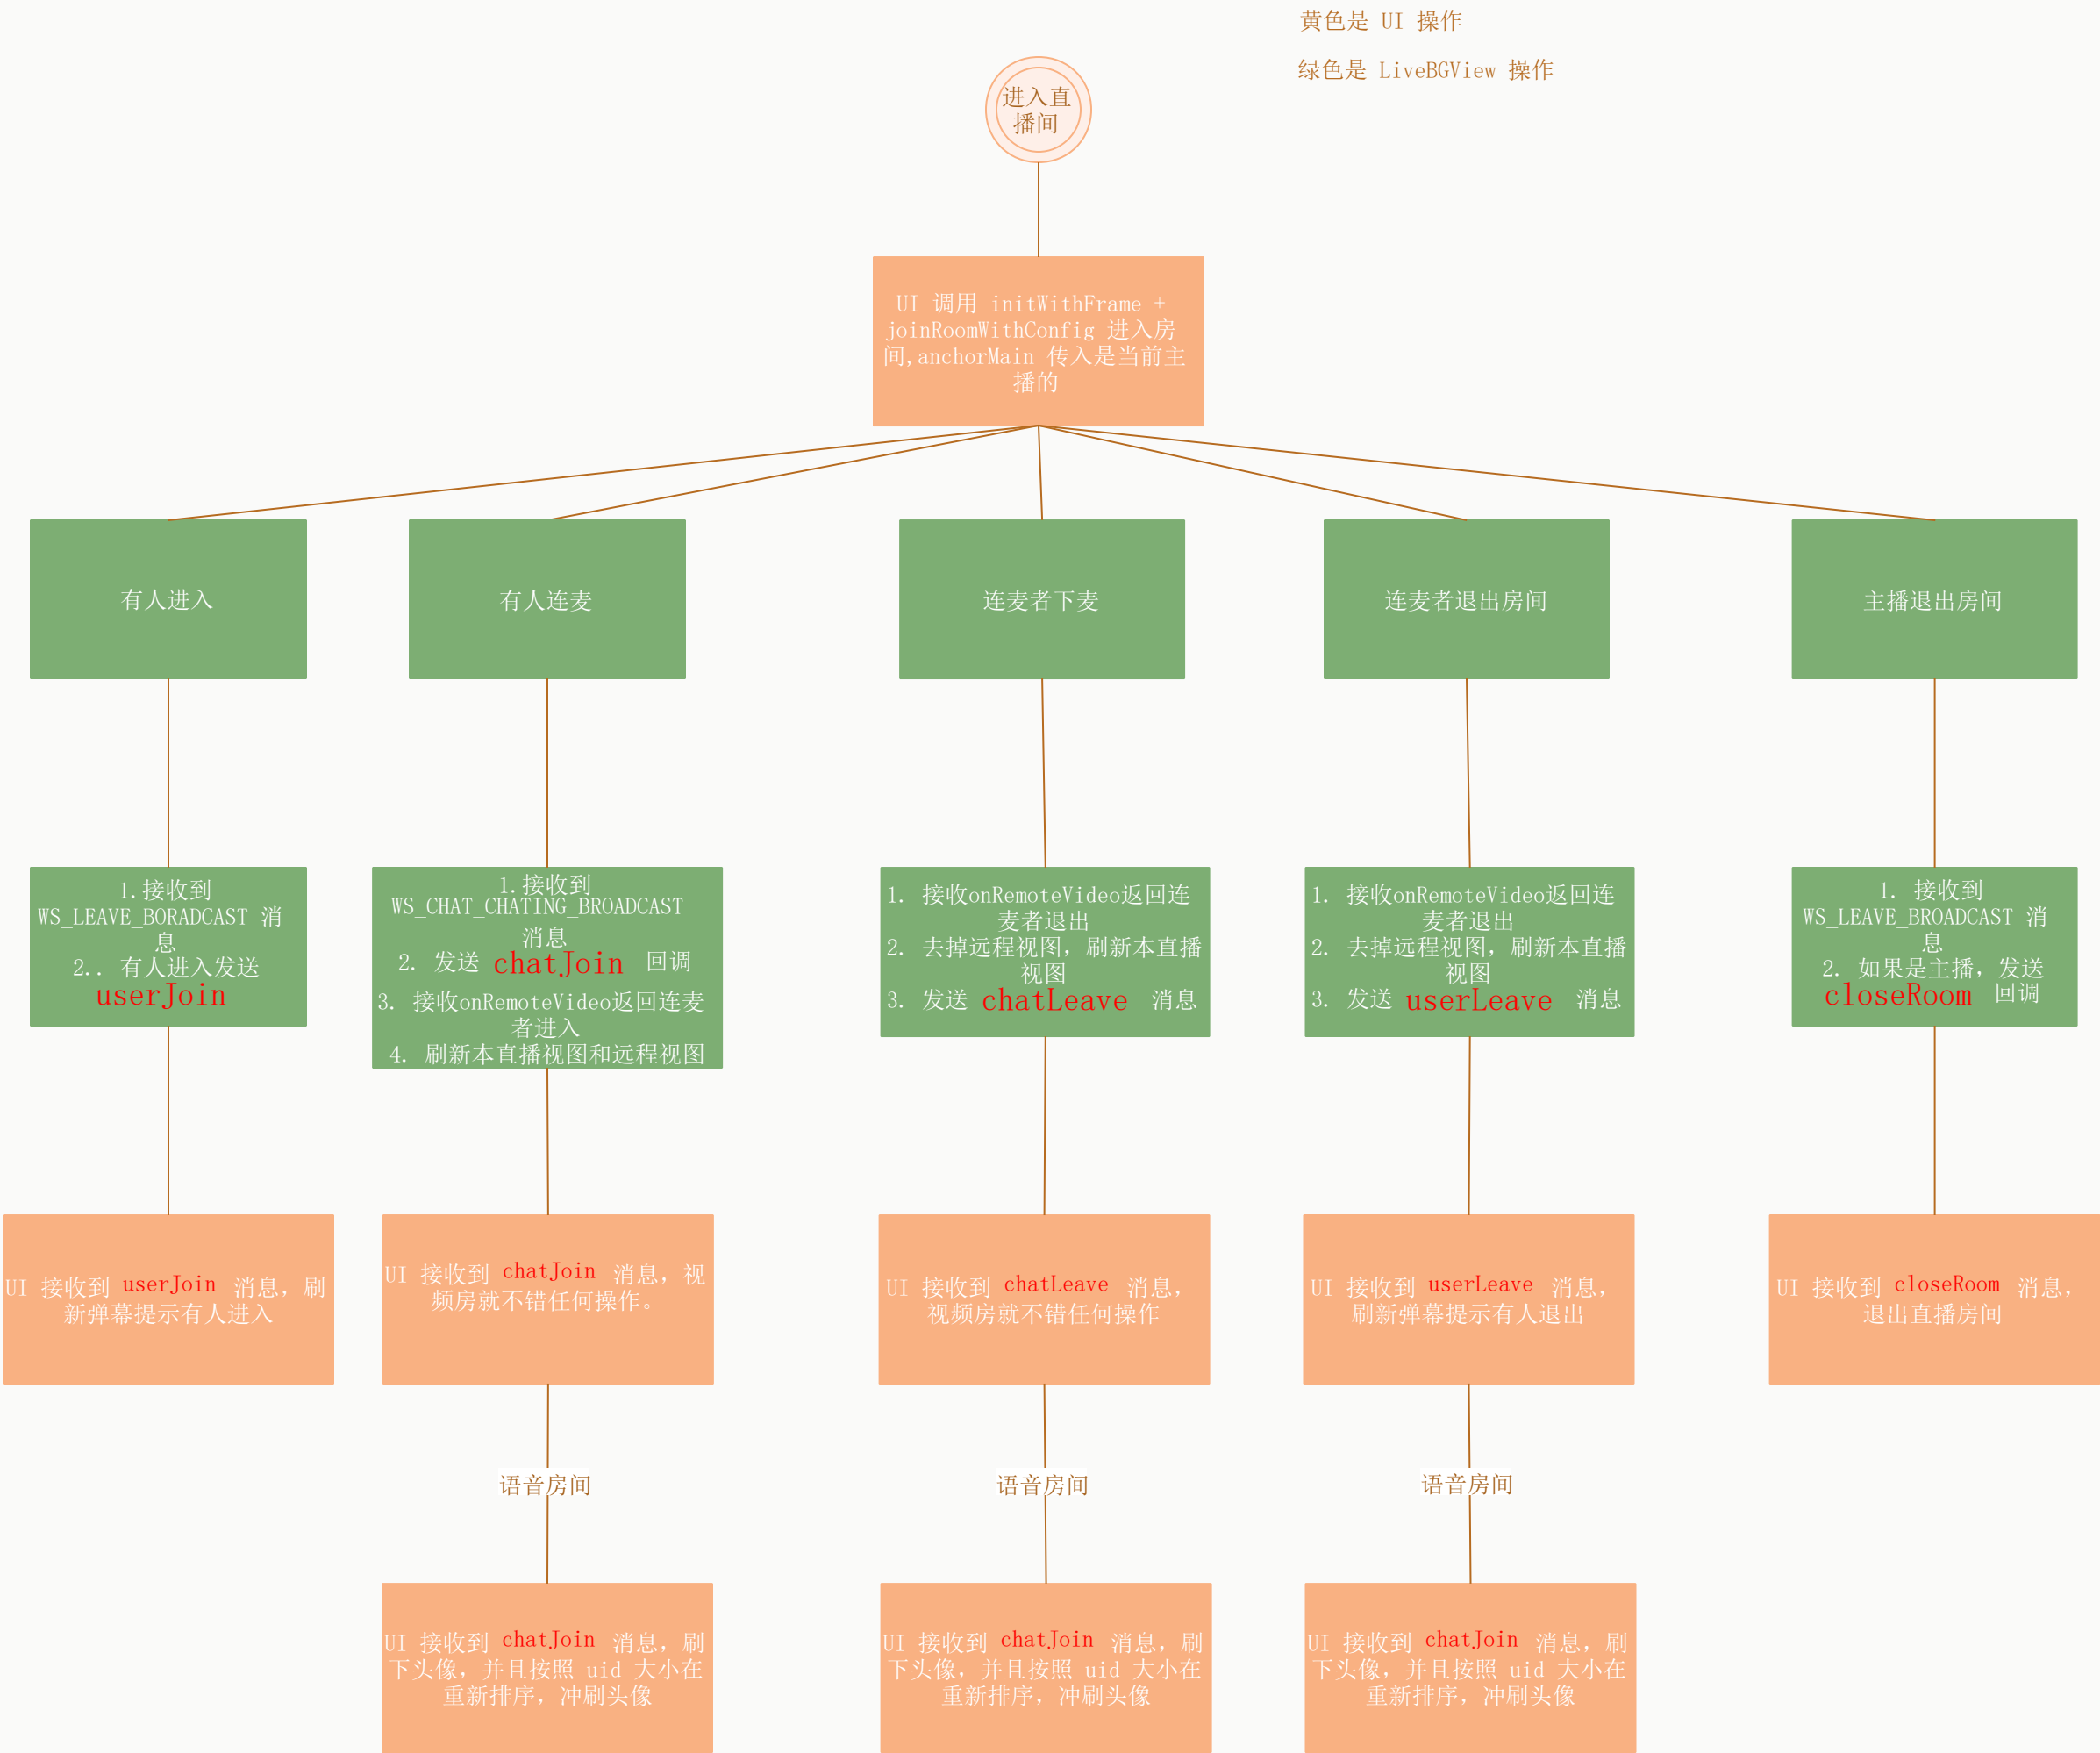 黄色是 UI 操作
绿色是 LiveBGView 操作
进入直
播间
UI 调用 initWithFrame +
joinRoomWithConfig 进入房
间,anchorMain 传入是当前主
播的
有人进入
有人连麦
连麦者下麦
连麦者退出房间
主播退出房间
1.接收到
WS_LEAVE_BORADCAST 消
息
2.. 有人进入发送
userJoin
1.接收到
WS_CHAT_CHATING_BROADCAST
消息
2. 发送 chatJoin 回调
3. 接收onRemoteVideo返回连麦
者进入
4. 刷新本直播视图和远程视图
1. 接收onRemoteVideo返回连
麦者退出
2. 去掉远程视图，刷新本直播
视图
3. 发送 chatLeave 消息
1. 接收onRemoteVideo返回连
麦者退出
2. 去掉远程视图，刷新本直播
视图
3. 发送 userLeave 消息
1. 接收到
WS_LEAVE_BROADCAST 消
息
2. 如果是主播，发送
closeRoom 回调
UI 接收到 userJoin 消息，刷
新弹幕提示有人进入
UI 接收到 chatJoin 消息，视
频房就不错任何操作。
UI 接收到 chatLeave 消息，
视频房就不错任何操作
UI 接收到 userLeave 消息，
刷新弹幕提示有人退出
UI 接收到 closeRoom 消息，
退出直播房间
语音房间
语音房间
语音房间
UI 接收到 chatJoin 消息，刷
下头像，并且按照 uid 大小在
重新排序，冲刷头像
UI 接收到 chatJoin 消息，刷
下头像，并且按照 uid 大小在
重新排序，冲刷头像
UI 接收到 chatJoin 消息，刷
下头像，并且按照 uid 大小在
重新排序，冲刷头像